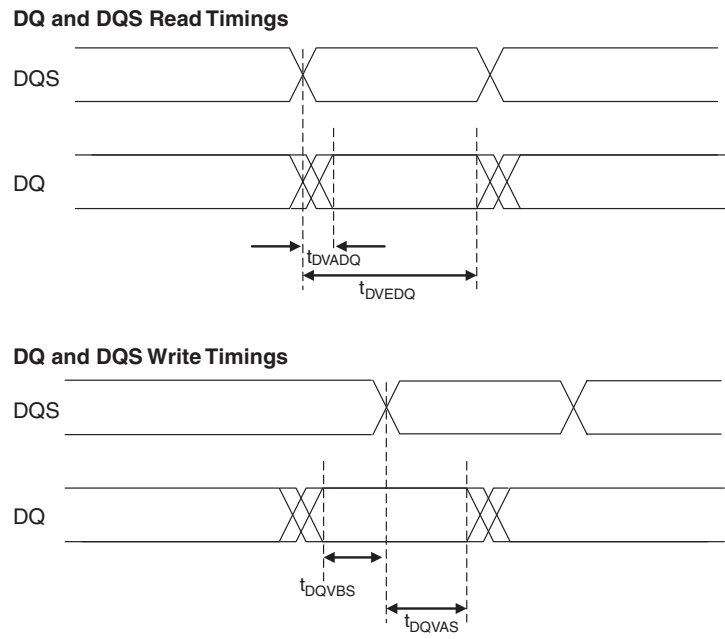 DQ and DQS Read Timings
DQS
DQ
tDVADQ
tDVEDQ
DQ and DQS Write Timings
DQS
DQ
tDQVBS
tDQVAS